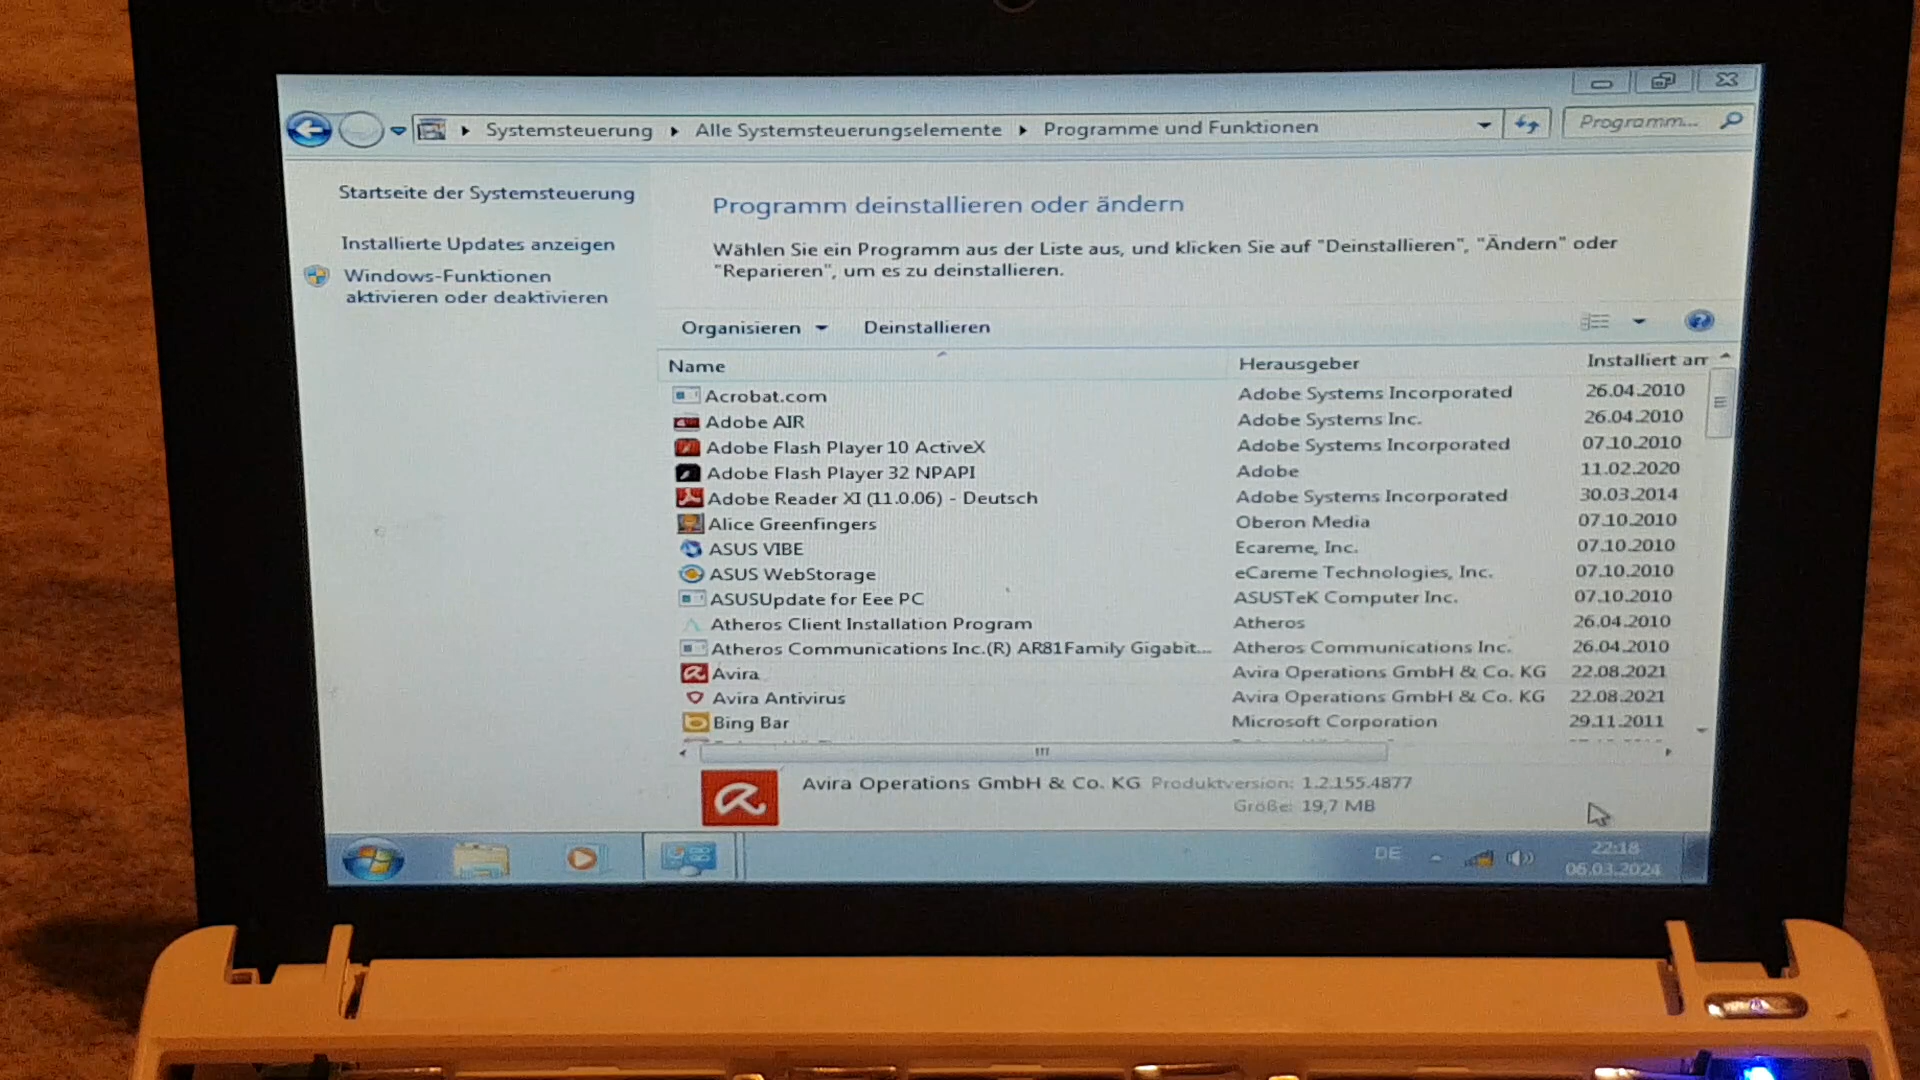 Systemsteuerung Alle Systemsteuerungselemente Programme und Funktionen Programm...
Startseite der Systemsteuerung
Installierte Updates anzeigen
Windows-Funktionen
aktivieren oder deaktivieren
Programm deinstallieren oder ändern
Wählen Sie ein Programm aus der Liste aus, und klicken Sie auf "Deinstallieren", "Ändern" oder
"Reparieren", um es zu deinstallieren.
Organisieren Deinstallieren
Name Herausgeber Installiert am
Acrobat.com Adobe Systems Incorporated 26.04.2010
Adobe AIR Adobe Systems Inc. 26.04.2010
Adobe Flash Player 10 ActiveX Adobe Systems Incorporated 07.10.2010
Adobe Flash Player 32 NPAPI Adobe 11.02.2020
Adobe Reader XI (11.0.06) - Deutsch Adobe Systems Incorporated 30.03.2014
Alice Greenfingers Oberon Media 07.10.2010
ASUS VIBE Ecareme, Inc. 07.10.2010
ASUS WebStorage eCareme Technologies, Inc. 07.10.2010
ASUSUpdate for Eee PC ASUSTeK Computer Inc. 07.10.2010
Atheros Client Installation Program Atheros 26.04.2010
Atheros Communications Inc.(R) AR81Family Gigabit... Atheros Communications Inc. 26.04.2010
Avira Avira Operations GmbH & Co. KG 22.08.2021
Avira Antivirus Avira Operations GmbH & Co. KG 22.08.2021
Bing Bar Microsoft Corporation 29.11.2011
Avira Operations GmbH & Co. KG Produktversion: 1.2.155.4877
Größe: 19,7 MB
DE 22:18
06.03.2024